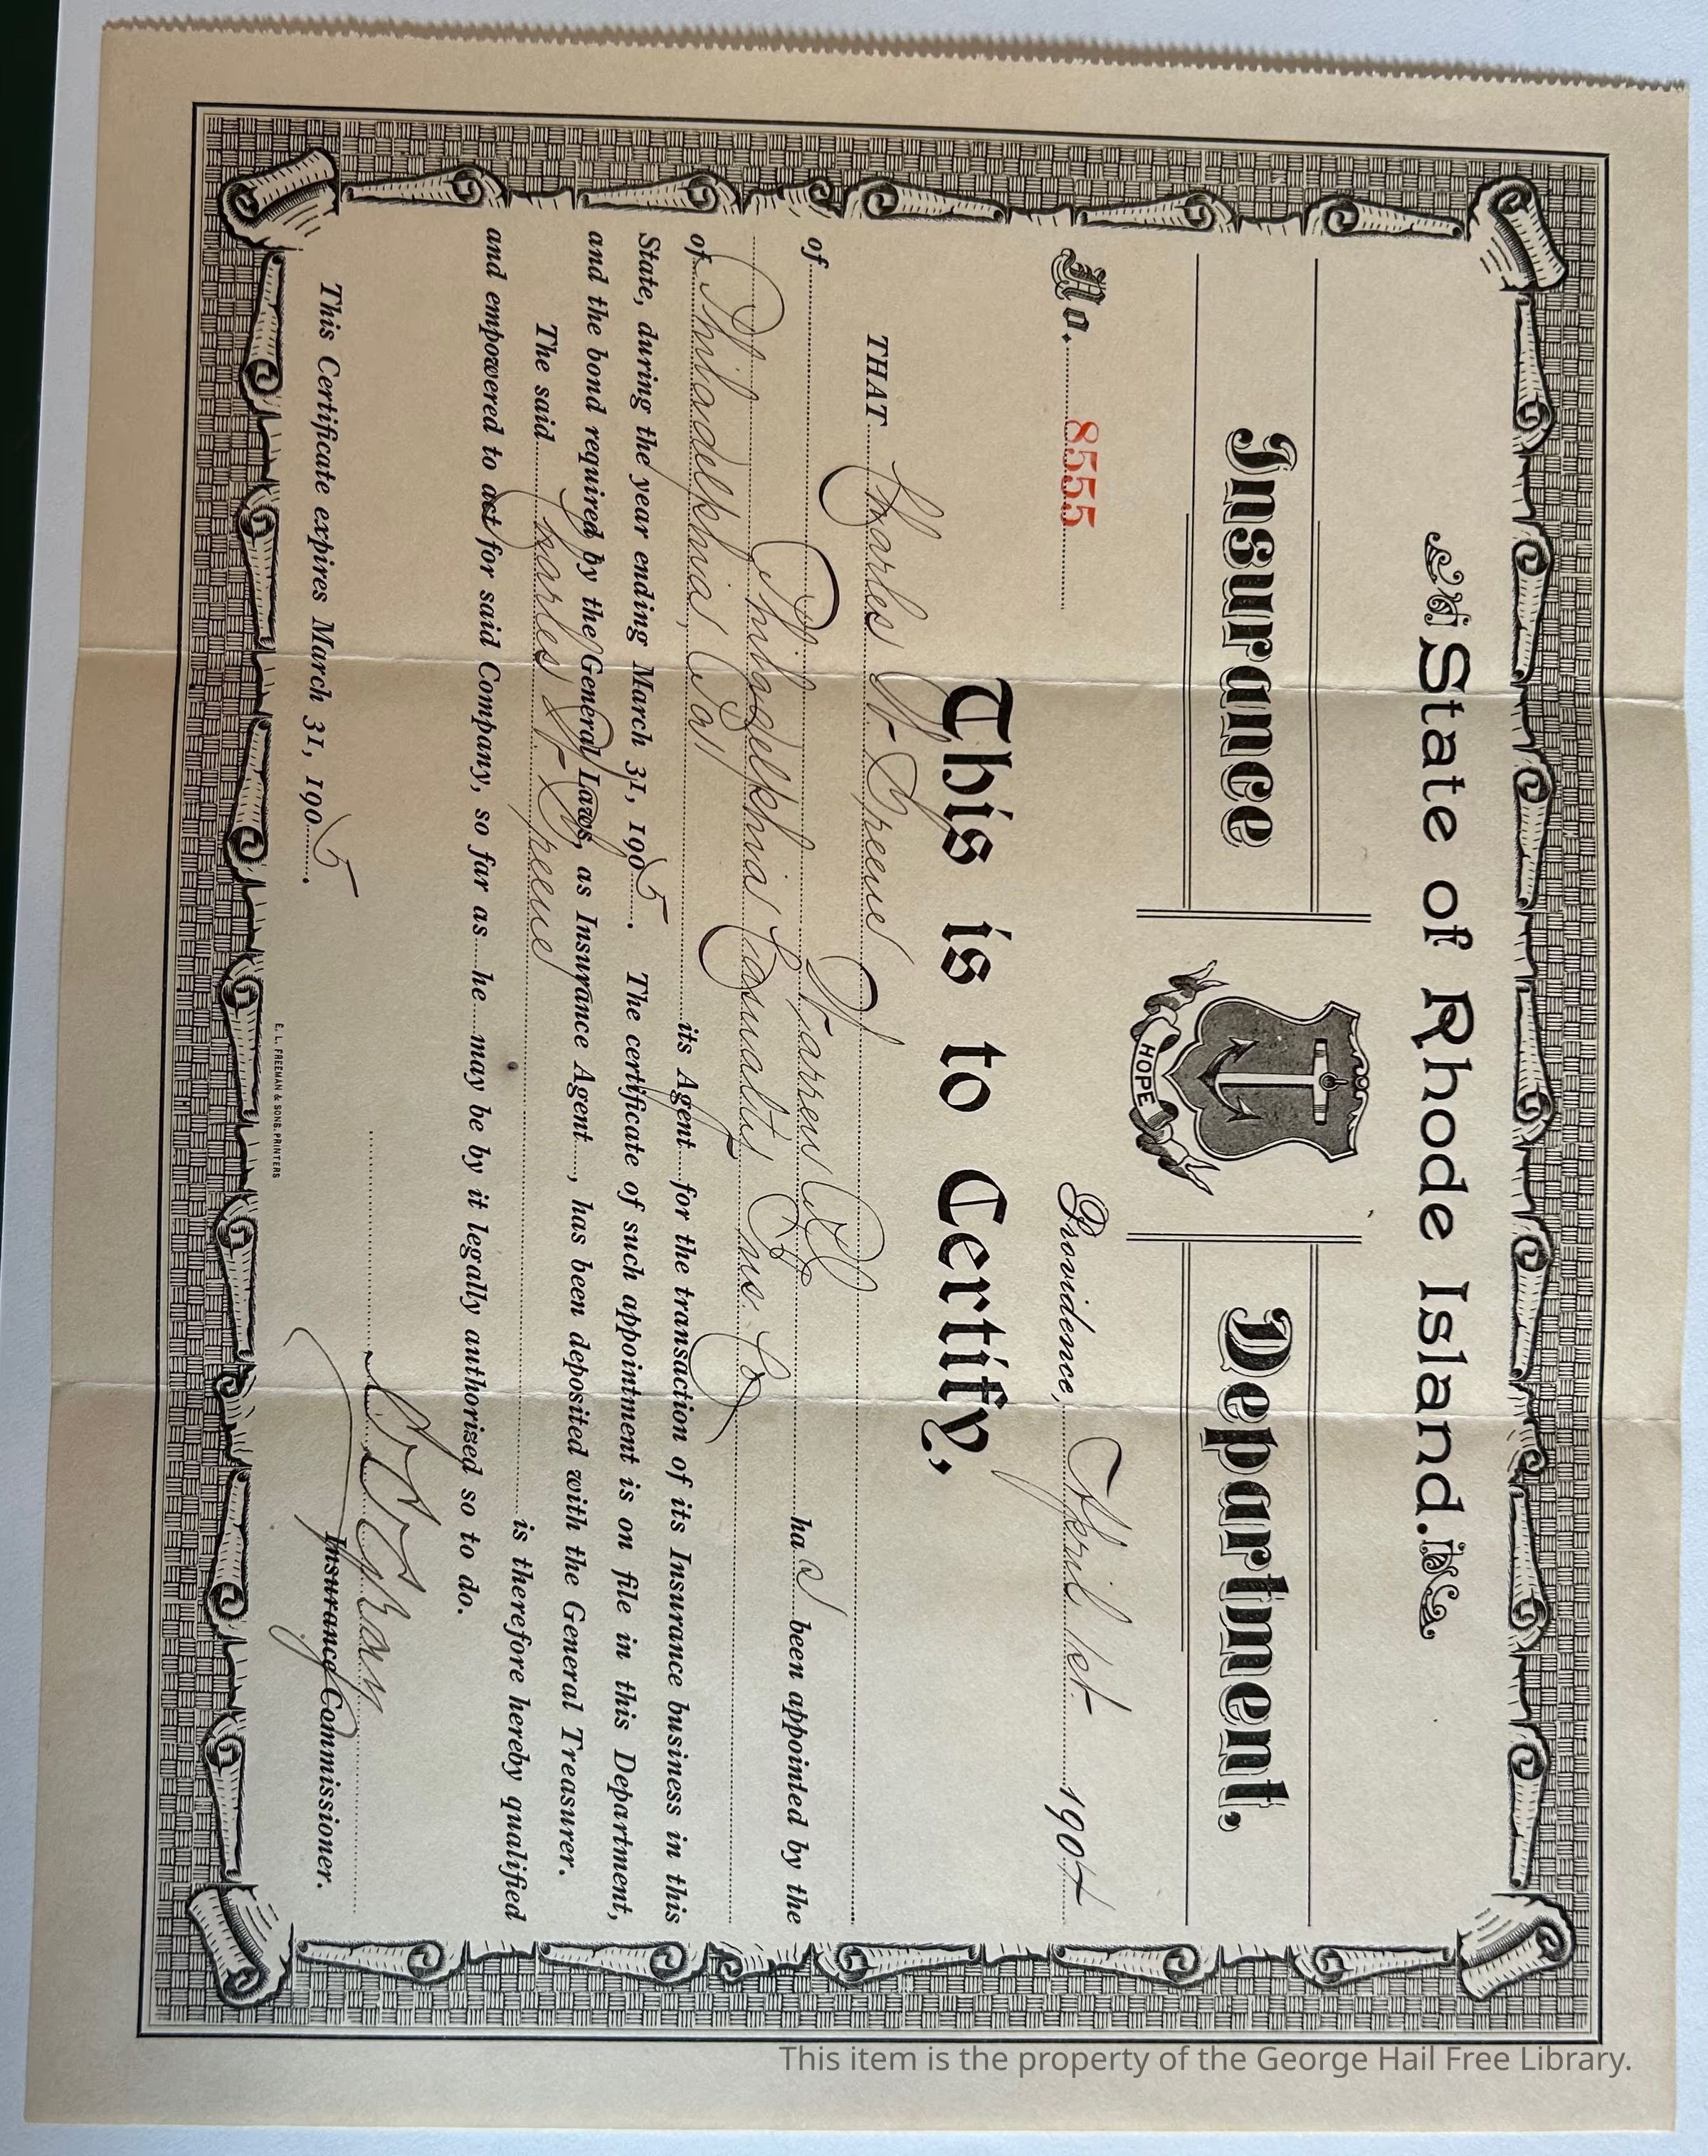 State of Rhode Island.
Insurance Department,
HOPE
No. 8555 Providence, April 1st 1904
This is to Certify,
THAT Charles W. Greene
of Warren R I ha s been appointed by the
Philadelphia Casualty Ins. Co
of Philadelphia, Pa. its Agent for the transaction of its Insurance business in this
State, during the year ending March 31, 1905. The certificate of such appointment is on file in this Department,
and the bond required by the General Laws, as Insurance Agent, has been deposited with the General Treasurer.
The said Charles W. Greene is therefore hereby qualified
and empowered to act for said Company, so far as he may be by it legally authorized so to do.
Gray
This Certificate expires March 31, 1905. Insurance Commissioner.
E. L. FREEMAN & SONS, PRINTERS
This item is the property of the George Hail Free Library.